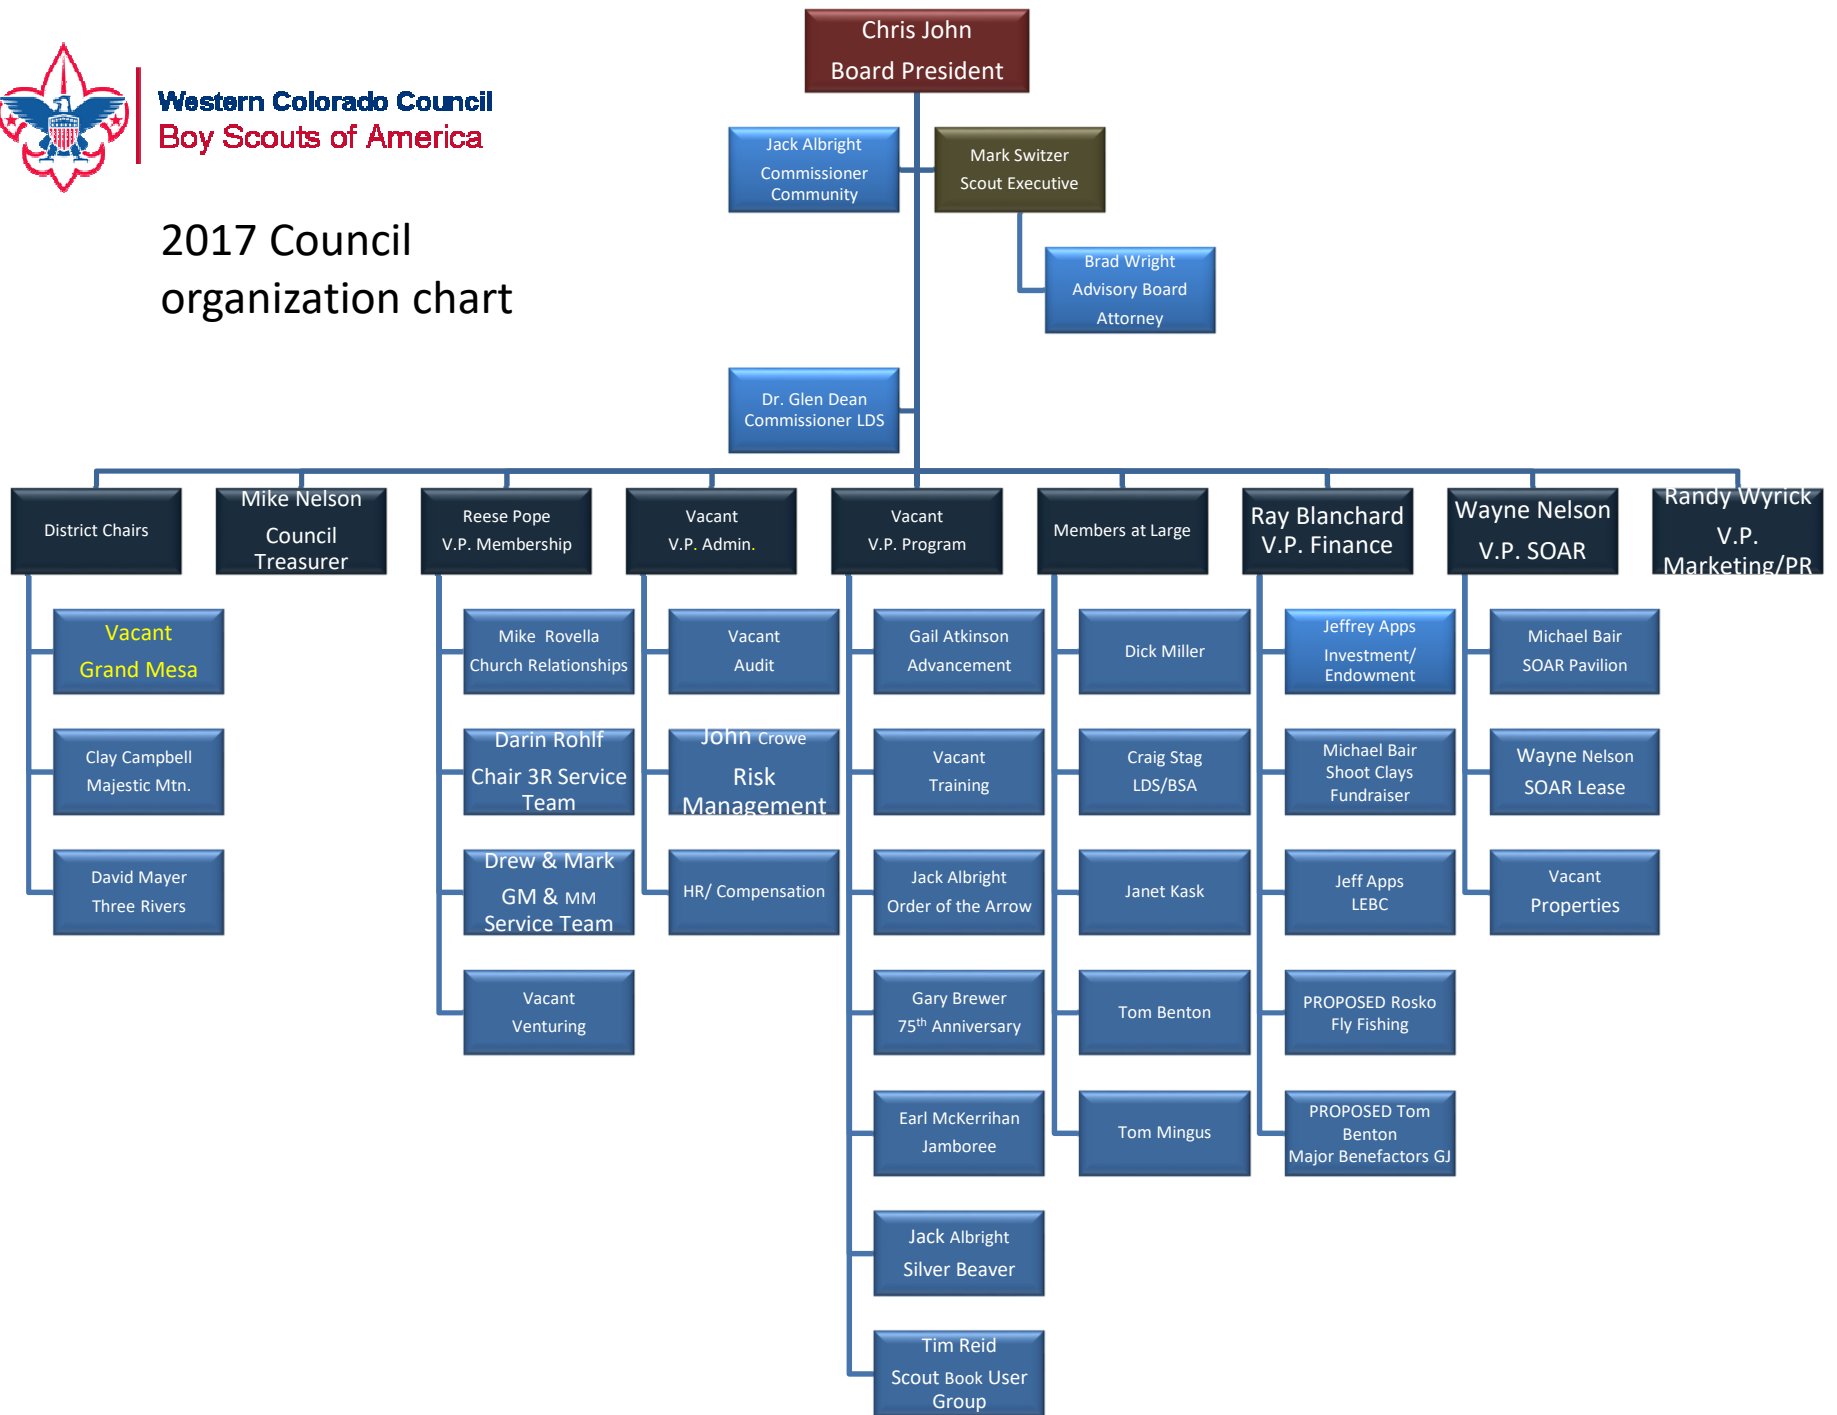 Chris John
Board President
Western Colorado Council
Boy Scouts of America
Jack Albright
Commissioner
Community
Mark Switzer
Scout Executive
2017 Council
organization chart
Brad Wright
Advisory Board
Attorney
Dr. Glen Dean
Commissioner LDS
District Chairs
Mike Nelson
Council
Treasurer
Reese Pope
V.P. Membership
Vacant
V.P. Admin.
Vacant
V.P. Program
Members at Large
Ray Blanchard
V.P. Finance
Wayne Nelson
V.P. SOAR
Randy Wyrick
V.P.
Marketing/PR
Vacant
Grand Mesa
Clay Campbell
Majestic Mtn.
David Mayer
Three Rivers
Mike Rovella
Church Relationships
Darin Rohlf
Chair 3R Service
Team
Drew & Mark
GM & MM
Service Team
Vacant
Venturing
Vacant
Audit
John Crowe
Risk
Management
HR/ Compensation
Gail Atkinson
Advancement
Vacant
Training
Jack Albright
Order of the Arrow
Gary Brewer
75th Anniversary
Earl McKerrihan
Jamboree
Jack Albright
Silver Beaver
Tim Reid
Scout Book User
Group
Dick Miller
Craig Stag
LDS/BSA
Janet Kask
Tom Benton
Tom Mingus
Jeffrey Apps
Investment/
Endowment
Michael Bair
Shoot Clays
Fundraiser
Jeff Apps
LEBC
PROPOSED Rosko
Fly Fishing
PROPOSED Tom
Benton
Major Benefactors GJ
Michael Bair
SOAR Pavilion
Wayne Nelson
SOAR Lease
Vacant
Properties